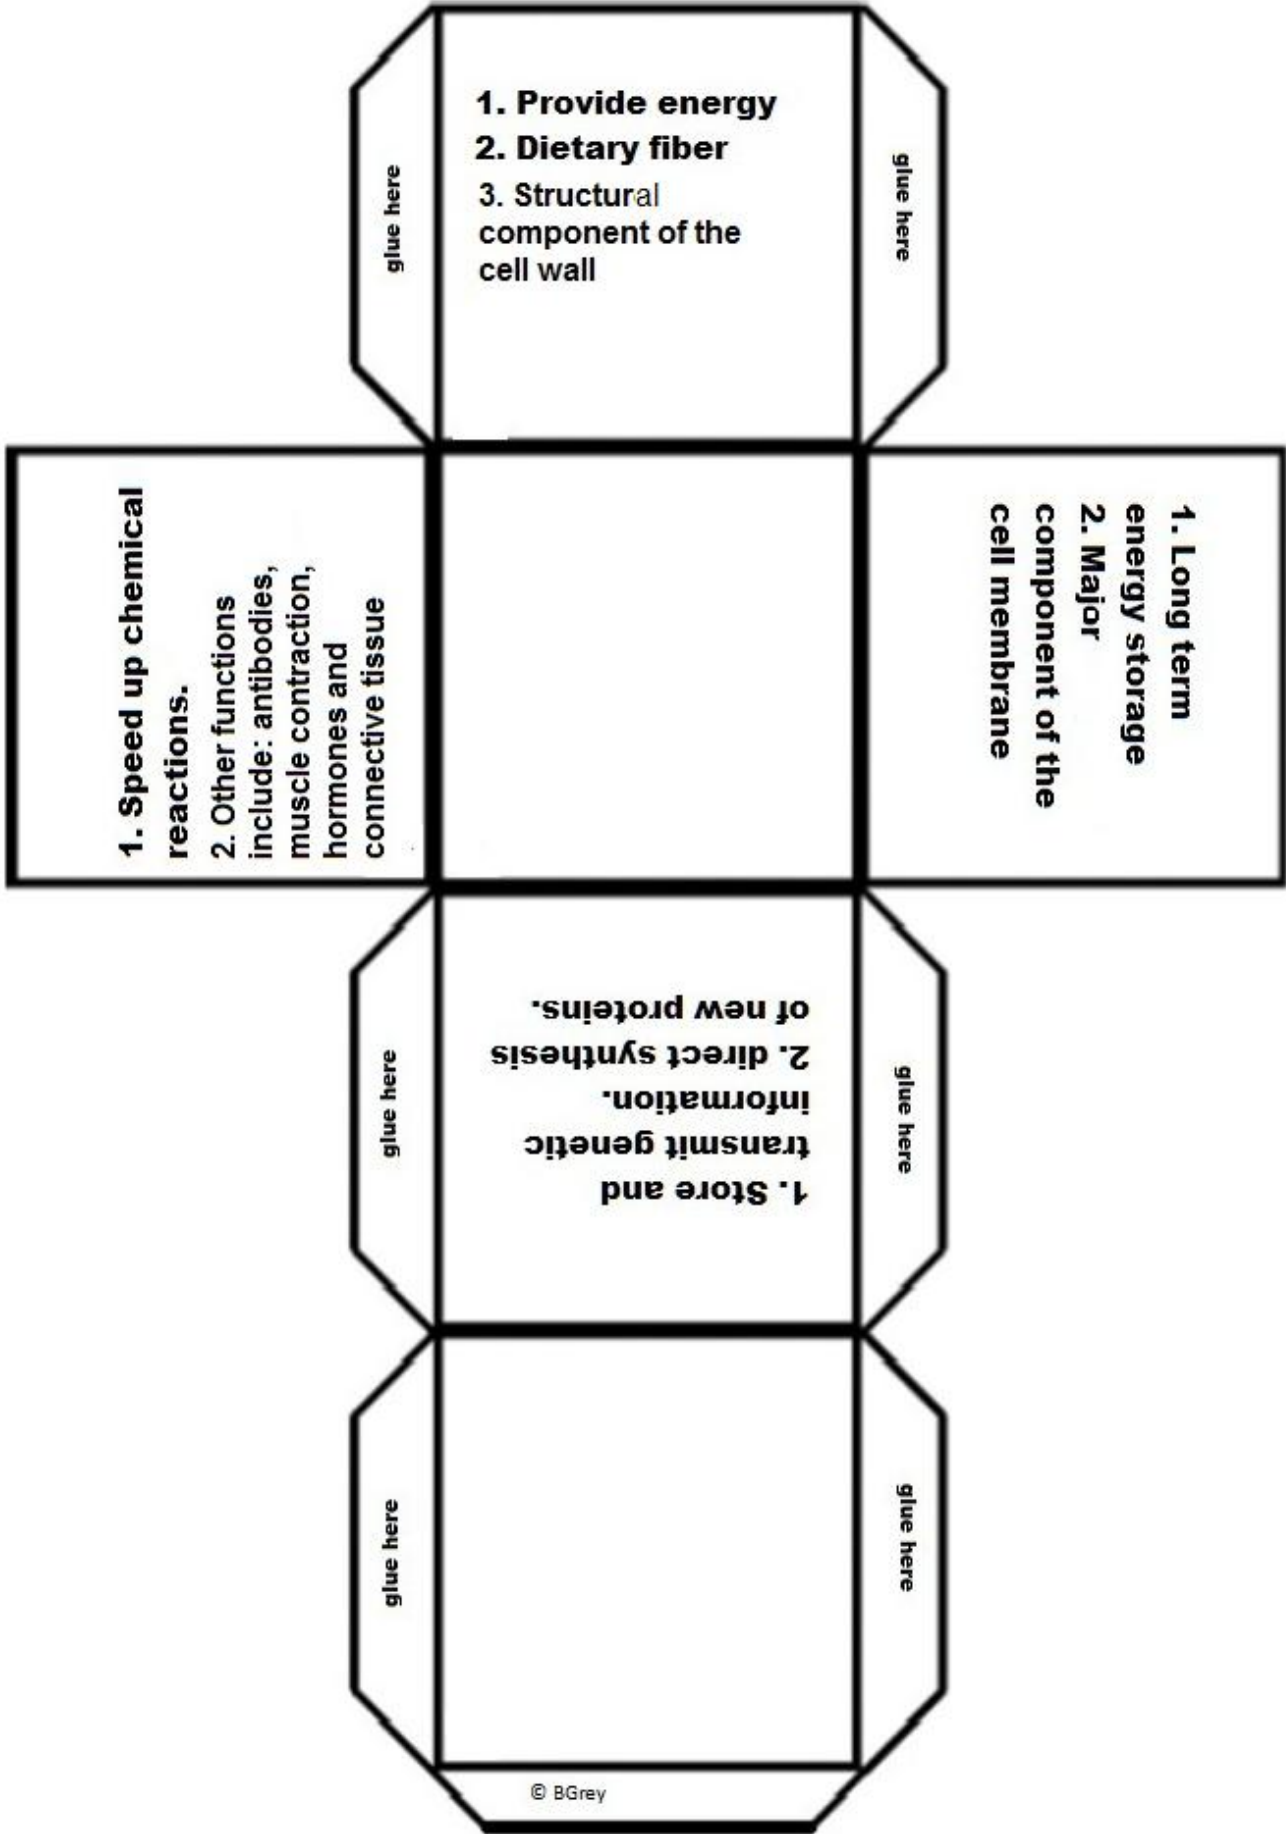 1. Provide energy
2. Dietary fiber
3. Structural
component of the
cell wall
glue here
glue here
1. Speed up chemical
reactions.
2. Other functions
include: antibodies,
muscle contraction,
hormones and
connective tissue
1. Long term
energy storage
2. Major
component of the
cell membrane
1. Store and
transmit genetic
information.
2. direct synthesis
of new proteins.
glue here
glue here
glue here
glue here
© BGrey